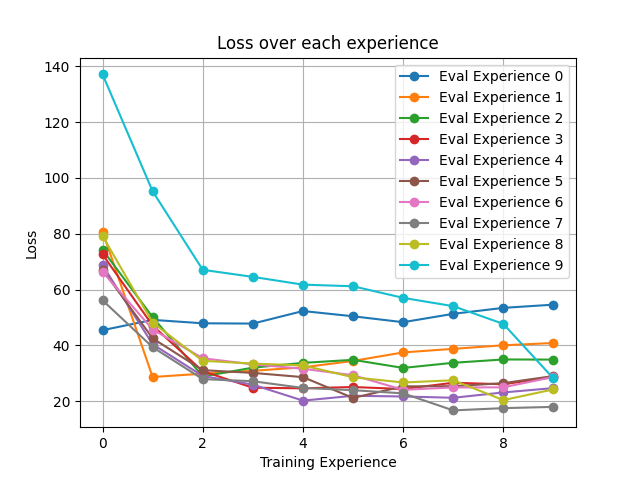 Loss over each experience
140
120
100
80
60
40
20
Loss
0
2
4
6
8
Training Experience
Eval Experience 0
Eval Experience 1
Eval Experience 2
Eval Experience 3
Eval Experience 4
Eval Experience 5
Eval Experience 6
Eval Experience 7
Eval Experience 8
Eval Experience 9